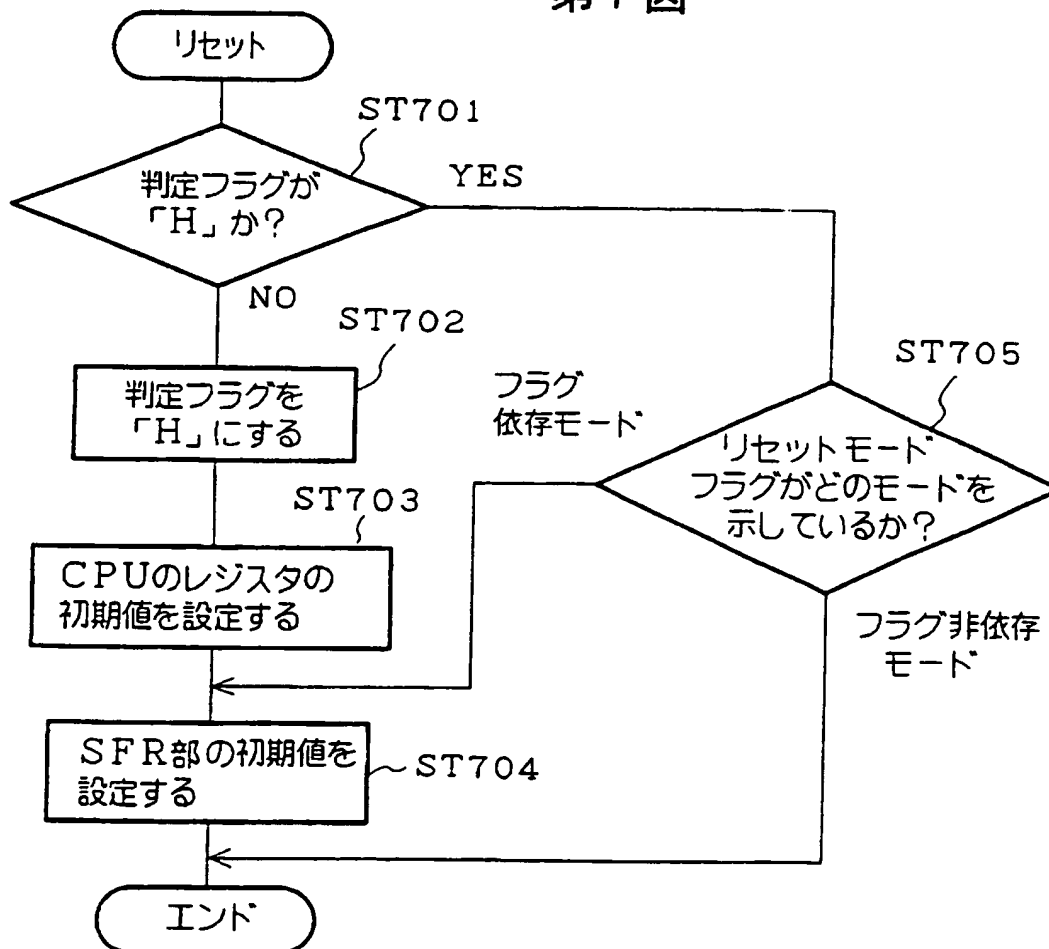 リセット
ST701
判定フラグが
「H」か?
YES
NO
ST702
判定フラグを
「H」にする
ST703
CPUのレジスタの
初期値を設定する
SFR部の初期値を
設定する
ST704
エンド
フラグ
依存モード
ST705
リセットモード
フラグがどのモードを
示しているか?
フラグ非依存
モード